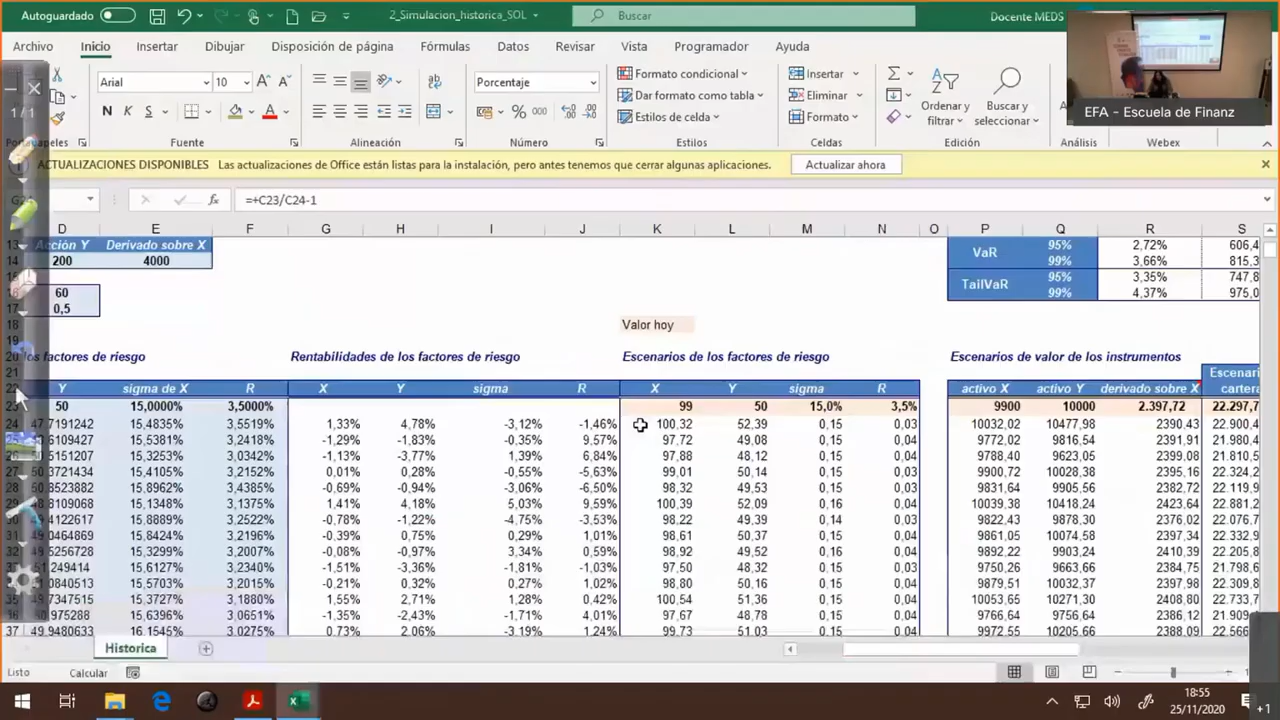 Autoguardado 2_Simulacion_historica_SOL Buscar Docente MEDS
Archivo Inicio Insertar Dibujar Disposición de página Fórmulas Datos Revisar Vista Programador Ayuda
EFA - Escuela de Finanz
1/1
Arial 10 Porcentaje
N K S
% 000
Formato condicional
Dar formato como tabla
Estilos de celda
Insertar
Eliminar
Formato
Ordenar y filtrar
Buscar y seleccionar
Fuente Alineación Número Estilos Celdas Edición Análisis Webex
ACTUALIZACIONES DISPONIBLES Las actualizaciones de Office están listas para la instalación, pero antes tenemos que cerrar algunas aplicaciones. Actualizar ahora
fx =+C23/C24-1
D E F G H I J K L M N O P Q R S
Acción Y Derivado sobre X
200 4000
60
0,5
VaR 95% 2,72% 606,4
99% 3,66% 815,3
TailVaR 95% 3,35% 747,8
99% 4,37% 975,0
Valor hoy
los factores de riesgo Rentabilidades de los factores de riesgo Escenarios de los factores de riesgo Escenarios de valor de los instrumentos
Y sigma de X R X Y sigma R X Y sigma R activo X activo Y derivado sobre X Escenari cartera
50 15,0000% 3,5000% 99 50 15,0% 3,5% 9900 10000 2.397,72 22.297,7
47,7191242 15,4835% 3,5519% 1,33% 4,78% -3,12% -1,46% 100,32 52,39 0,15 0,03 10032,02 10477,98 2390,43 22.900,4
15,5381% 3,2418% -1,29% -1,83% -0,35% 9,57% 97,72 49,08 0,15 0,04 9772,02 9816,54 2391,91 21.980,4
15,3253% 3,0342% -1,13% -3,77% 1,39% 6,84% 97,88 48,12 0,15 0,04 9788,40 9623,05 2399,08 21.810,5
15,4105% 3,2152% 0,01% 0,28% -0,55% -5,63% 99,01 50,14 0,15 0,03 9900,72 10028,38 2395,16 22.324,2
15,8962% 3,4385% -0,69% -0,94% -3,06% -6,50% 98,32 49,53 0,15 0,03 9831,64 9905,56 2382,72 22.119,9
15,1348% 3,1375% 1,41% 4,18% 5,03% 9,59% 100,39 52,09 0,16 0,04 10039,38 10418,24 2423,64 22.881,2
15,8889% 3,2522% -0,78% -1,22% -4,75% -3,53% 98,22 49,39 0,14 0,03 9822,43 9878,30 2376,02 22.076,7
15,8424% 3,2196% -0,39% 0,75% 0,29% 1,01% 98,61 50,37 0,15 0,04 9861,05 10074,58 2397,34 22.332,9
15,3299% 3,2007% -0,08% -0,97% 3,34% 0,59% 98,92 49,52 0,16 0,04 9892,22 9903,24 2410,39 22.205,8
15,6127% 3,2340% -1,51% -3,36% -1,81% -1,03% 97,50 48,32 0,15 0,03 9750,26 9663,66 2384,75 21.798,6
15,5703% 3,2015% -0,21% 0,32% 0,27% 1,02% 98,80 50,16 0,15 0,04 9879,51 10032,37 2397,98 22.309,8
15,3727% 3,1880% 1,55% 2,71% 1,28% 0,42% 100,54 51,36 0,15 0,04 10053,65 10271,30 2408,80 22.733,7
15,6396% 3,0651% -1,35% -2,43% -1,71% 4,01% 97,67 48,78 0,15 0,04 9766,64 9756,64 2386,12 21.909,4
37 49,9480633 16,1545% 3,0275% 0,73% 2,06% -3,19% 1,24% 99,73 51,03 0,15 0,04 9972,55 10205,66 2388,09 22.566,
Historica
Listo Calcular
18:55
25/11/2020
+1